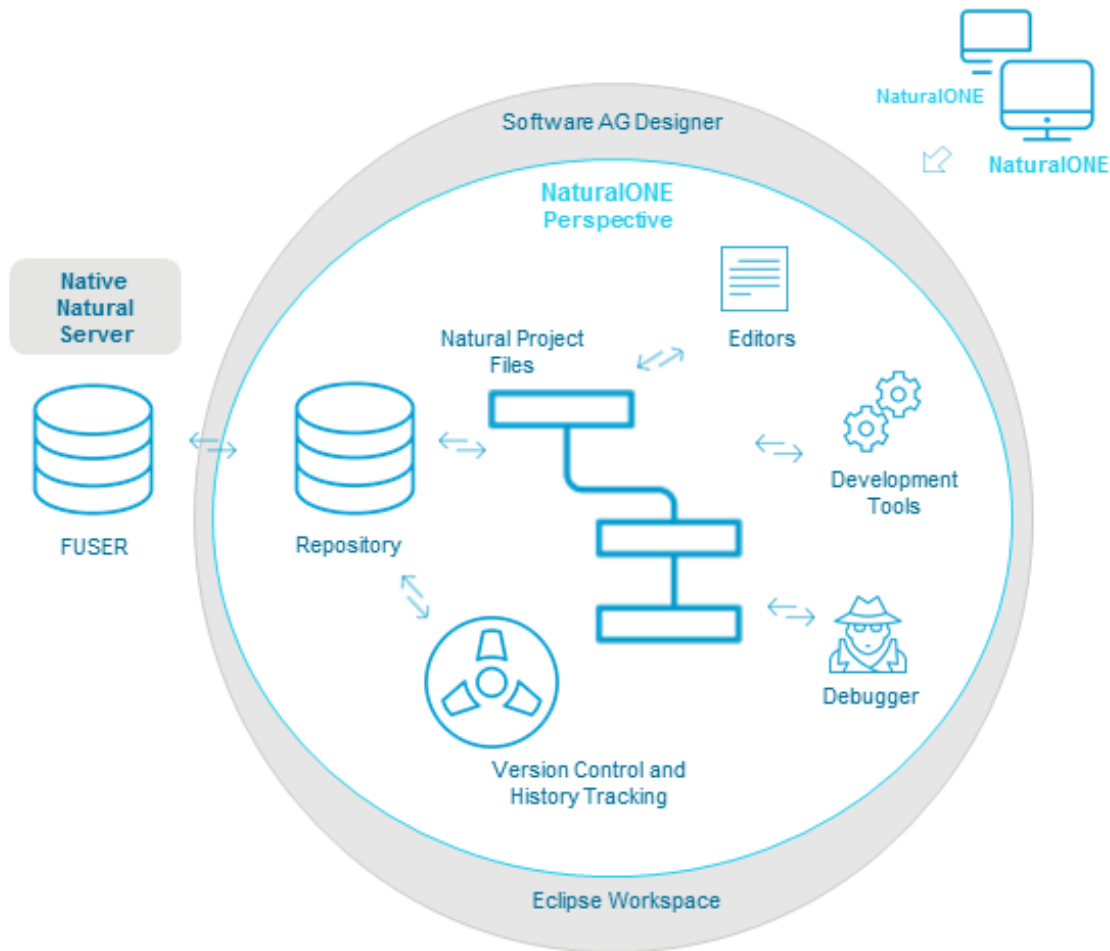 NaturalONE
NaturalONE
Software AG Designer
NaturalONE
Perspective
Native
Natural
Server
Natural Project
Files
Editors
Development
Tools
FUSER
Repository
Debugger
Version Control and
History Tracking
Eclipse Workspace